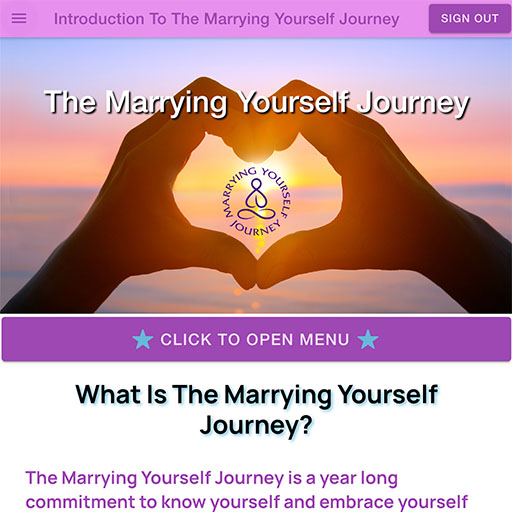 Introduction To The Marrying Yourself Journey
SIGN OUT
The Marrying Yourself Journey
MARRYING YOURSELF JOURNEY
CLICK TO OPEN MENU
What Is The Marrying Yourself
Journey?
The Marrying Yourself Journey is a year long
commitment to know yourself and embrace yourself